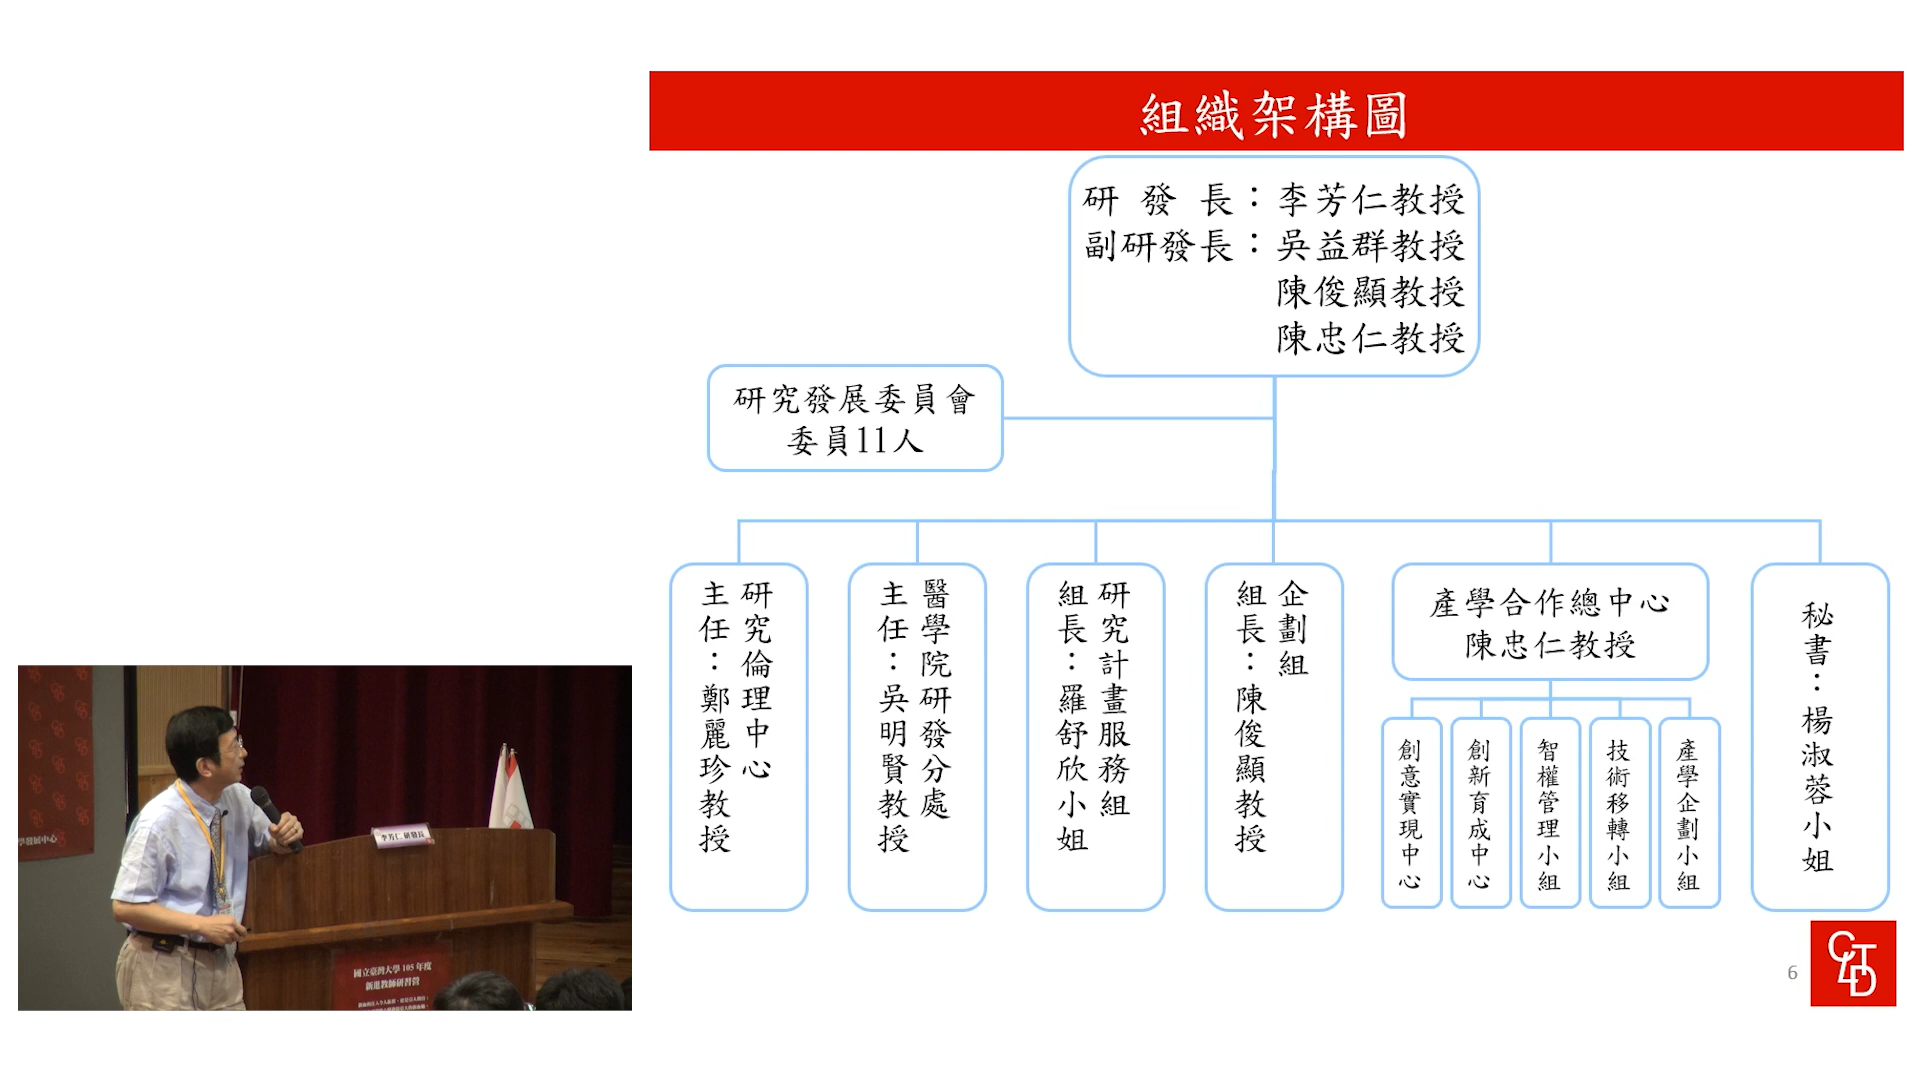 組織架構圖
研 發 長：李芳仁教授
副研發長：吳益群教授
陳俊顯教授
陳忠仁教授
研究發展委員會
委員11人
研究倫理中心
主任：鄭麗珍教授
醫學院研發分處
主任：吳明賢教授
研究計畫服務組
組長：羅舒欣小姐
企劃組
組長：陳俊顯教授
產學合作總中心
陳忠仁教授
創意實現中心
創新育成中心
智權管理小組
技術移轉小組
產學企劃小組
秘書：楊淑蓉小姐
6
CTLD
李芳仁 研發長
學發展中心
國立臺灣大學 105 年度
新進教師研習營